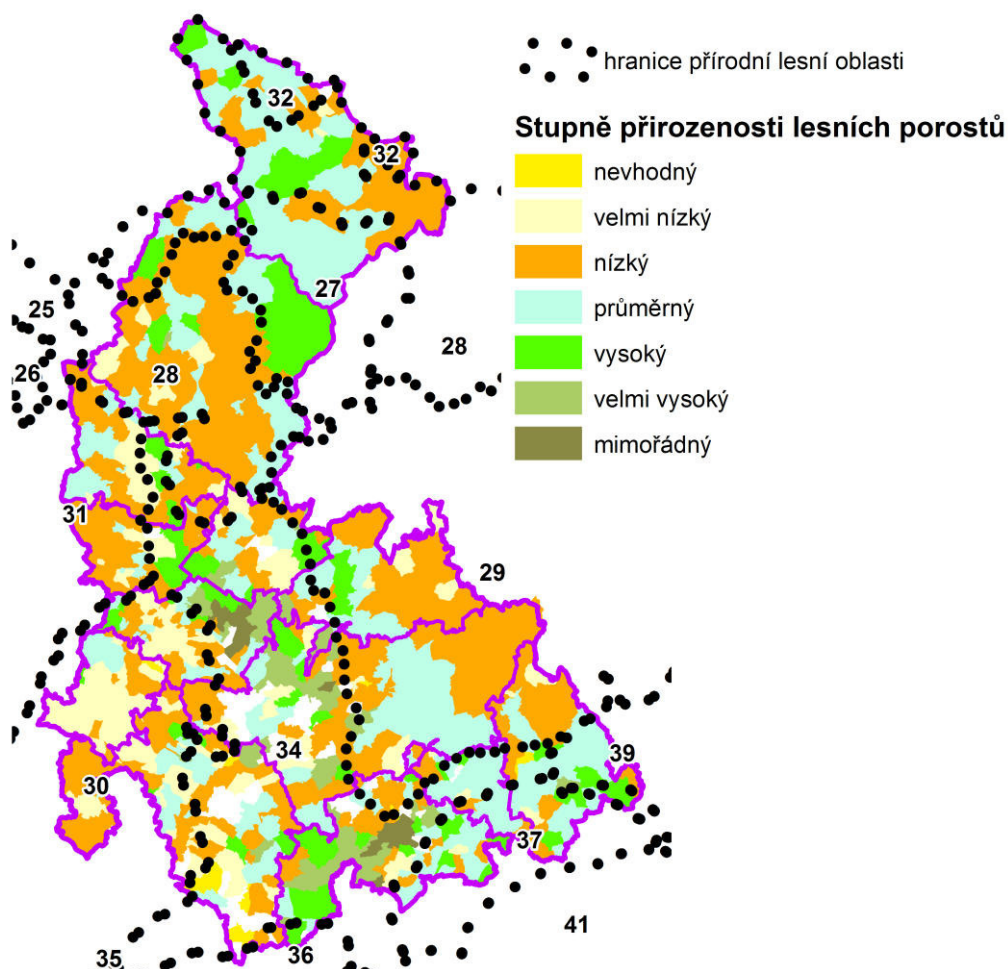 hranice přírodní lesní oblasti
Stupně přirozenosti lesních porostů
nevhodný
velmi nízký
nízký
průměrný
vysoký
velmi vysoký
mimořádný
32
32
27
25
28
26
28
31
29
34
39
30
37
41
35
36